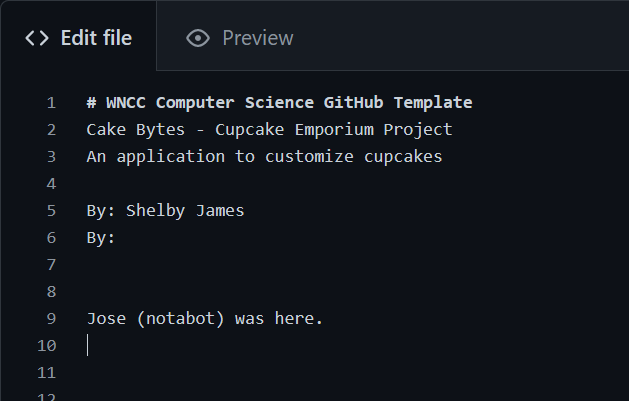 Edit file
Preview
1 # WNCC Computer Science GitHub Template
2 Cake Bytes - Cupcake Emporium Project
3 An application to customize cupcakes
4
5 By: Shelby James
6 By:
7
8
9 Jose (notabot) was here.
10
11
12